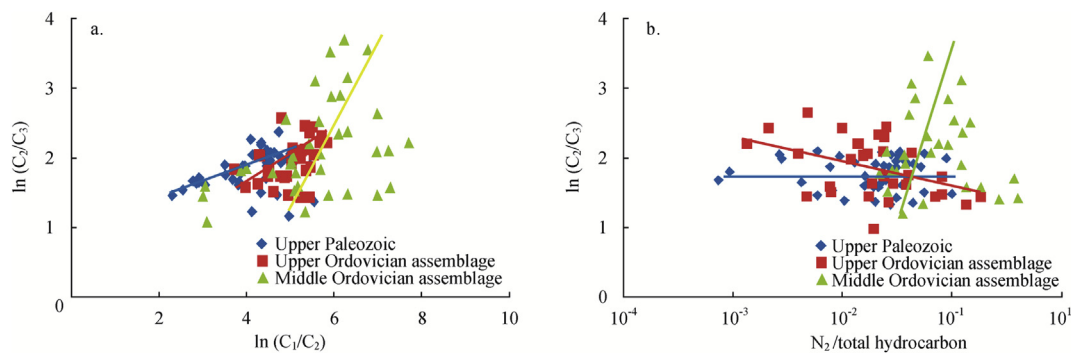 a.
ln (C₂/C₃)
4
3
2
1
0
2
4
6
8
10
ln (C₁/C₂)
Upper Paleozoic
Upper Ordovician assemblage
Middle Ordovician assemblage
b.
ln (C₂/C₃)
4
3
2
1
0
10⁻⁴
10⁻³
10⁻²
10⁻¹
10¹
N₂/total hydrocarbon
Upper Paleozoic
Upper Ordovician assemblage
Middle Ordovician assemblage